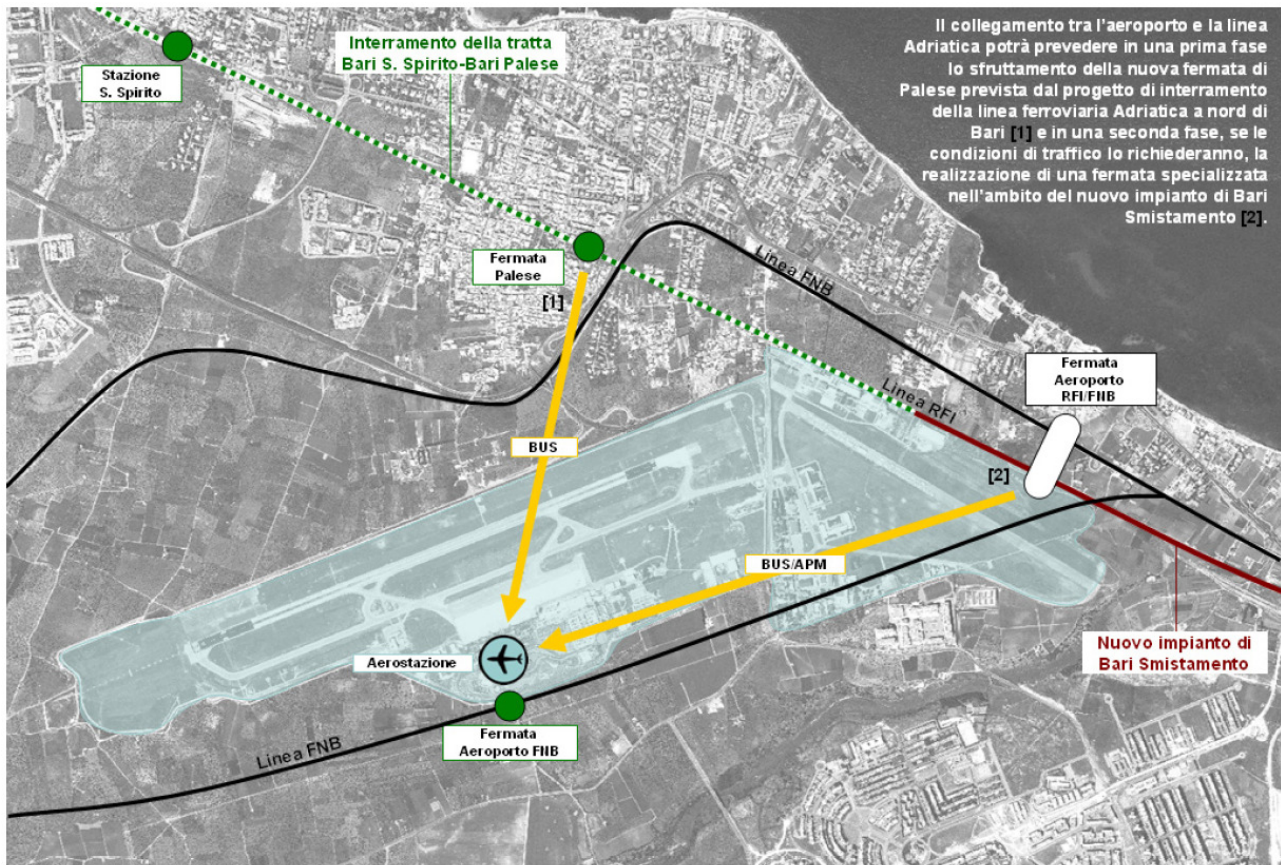 Il collegamento tra l'aeroporto e la linea
Adriatica potrà prevedere in una prima fase
lo sfruttamento della nuova fermata di
Palese prevista dal progetto di interramento
della linea ferroviaria Adriatica a nord di
Bari [1] e in una seconda fase, se le
condizioni di traffico lo richiederanno, la
realizzazione di una fermata specializzata
nell'ambito del nuovo impianto di Bari
Smistamento [2].
Interramento della tratta
Bari S. Spirito-Bari Palese
Stazione
S. Spirito
Fermata
Palese
[1]
Linea FNB
Fermata
Aeroporto
RFI/FNB
Linea RFI
BUS
[2]
BUS/APM
Aerostazione
Nuovo impianto di
Bari Smistamento
Linea FNB
Fermata
Aeroporto FNB